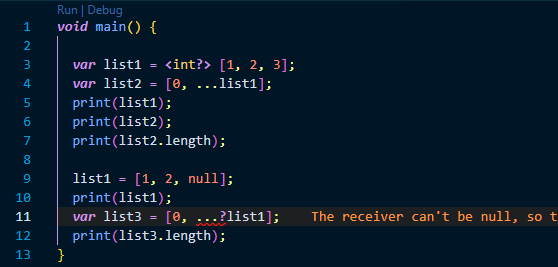 Run | Debug
1 void main() {
2
3 var list1 = <int?> [1, 2, 3];
4 var list2 = [0, ...list1];
5 print(list1);
6 print(list2);
7 print(list2.length);
8
9 list1 = [1, 2, null];
10 print(list1);
11 var list3 = [0, ...?list1]; The receiver can't be null, so t
12 print(list3.length);
13 }